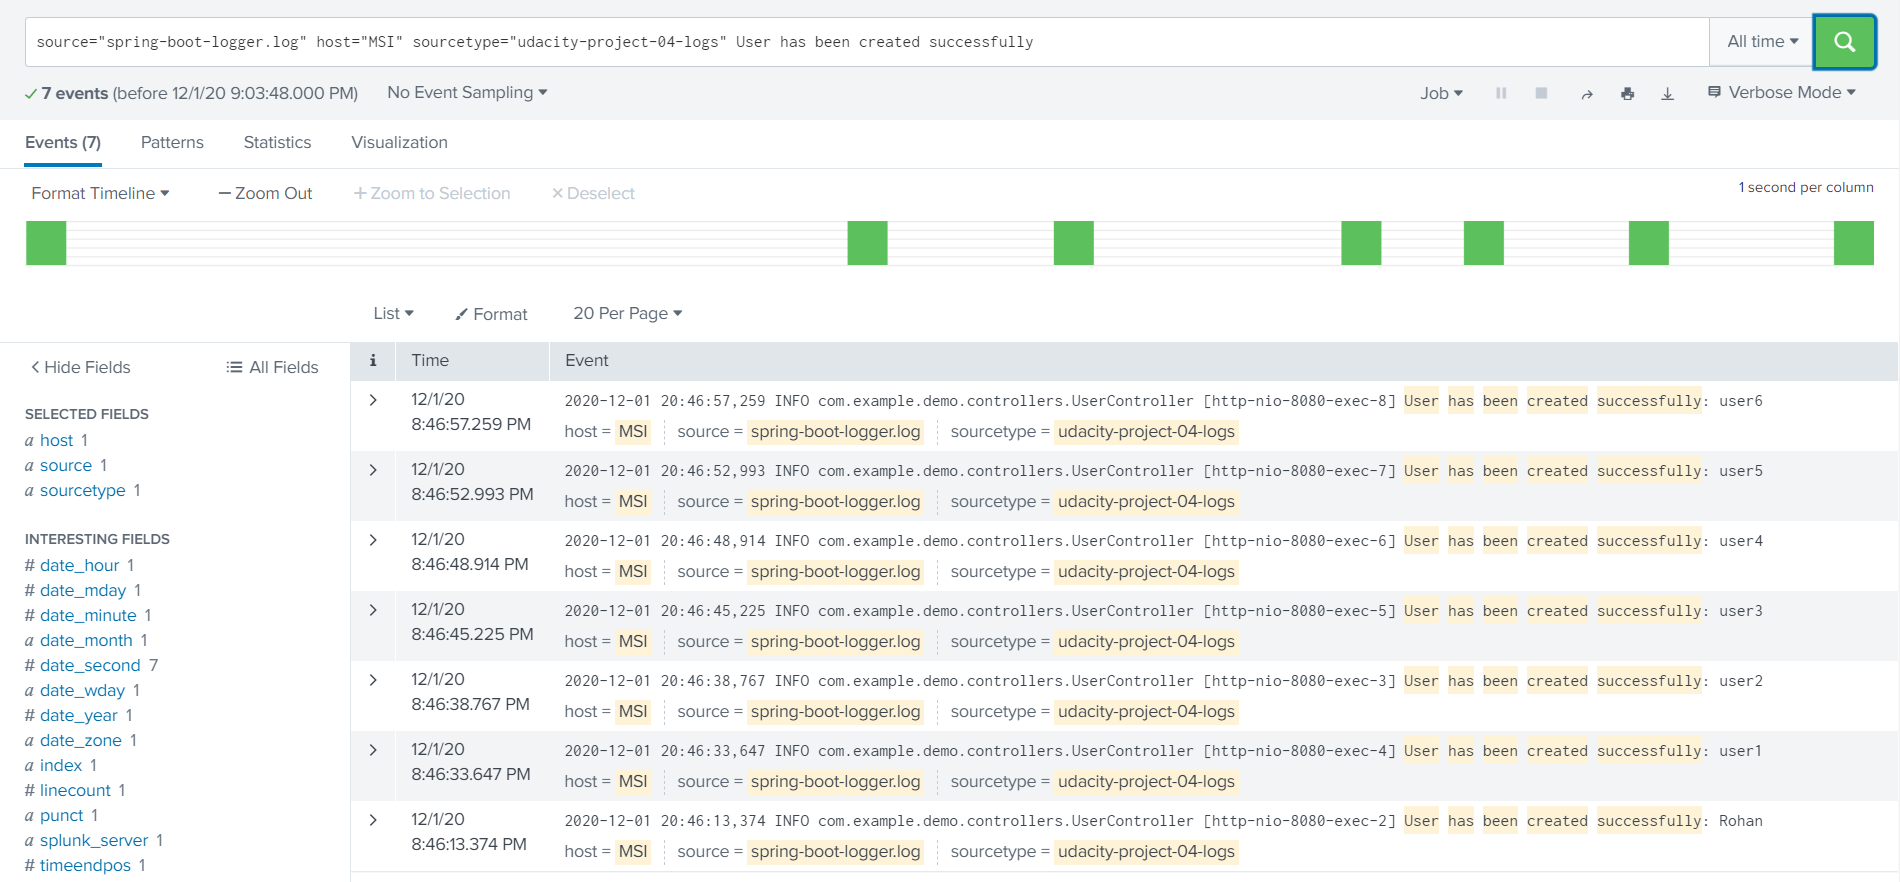 source="spring-boot-logger.log" host="MSI" sourcetype="udacity-project-04-logs" User has been created successfully
All time
7 events (before 12/1/20 9:03:48.000 PM)
No Event Sampling
Job
Verbose Mode
Events (7)
Patterns
Statistics
Visualization
Format Timeline
— Zoom Out
+ Zoom to Selection
× Deselect
1 second per column
List
Format
20 Per Page
< Hide Fields
All Fields
i
Time
Event
SELECTED FIELDS
a host 1
a source 1
a sourcetype 1
INTERESTING FIELDS
# date_hour 1
# date_mday 1
# date_minute 1
a date_month 1
# date_second 7
a date_wday 1
# date_year 1
a date_zone 1
a index 1
# linecount 1
a punct 1
a splunk_server 1
# timeendpos 1
12/1/20
8:46:57.259 PM
2020-12-01 20:46:57,259 INFO com.example.demo.controllers.UserController [http-nio-8080-exec-8] User has been created successfully: user6
host = MSI source = spring-boot-logger.log sourcetype = udacity-project-04-logs
12/1/20
8:46:52.993 PM
2020-12-01 20:46:52,993 INFO com.example.demo.controllers.UserController [http-nio-8080-exec-7] User has been created successfully: user5
host = MSI source = spring-boot-logger.log sourcetype = udacity-project-04-logs
12/1/20
8:46:48.914 PM
2020-12-01 20:46:48,914 INFO com.example.demo.controllers.UserController [http-nio-8080-exec-6] User has been created successfully: user4
host = MSI source = spring-boot-logger.log sourcetype = udacity-project-04-logs
12/1/20
8:46:45.225 PM
2020-12-01 20:46:45,225 INFO com.example.demo.controllers.UserController [http-nio-8080-exec-5] User has been created successfully: user3
host = MSI source = spring-boot-logger.log sourcetype = udacity-project-04-logs
12/1/20
8:46:38.767 PM
2020-12-01 20:46:38,767 INFO com.example.demo.controllers.UserController [http-nio-8080-exec-3] User has been created successfully: user2
host = MSI source = spring-boot-logger.log sourcetype = udacity-project-04-logs
12/1/20
8:46:33.647 PM
2020-12-01 20:46:33,647 INFO com.example.demo.controllers.UserController [http-nio-8080-exec-4] User has been created successfully: user1
host = MSI source = spring-boot-logger.log sourcetype = udacity-project-04-logs
12/1/20
8:46:13.374 PM
2020-12-01 20:46:13,374 INFO com.example.demo.controllers.UserController [http-nio-8080-exec-2] User has been created successfully: Rohan
host = MSI source = spring-boot-logger.log sourcetype = udacity-project-04-logs